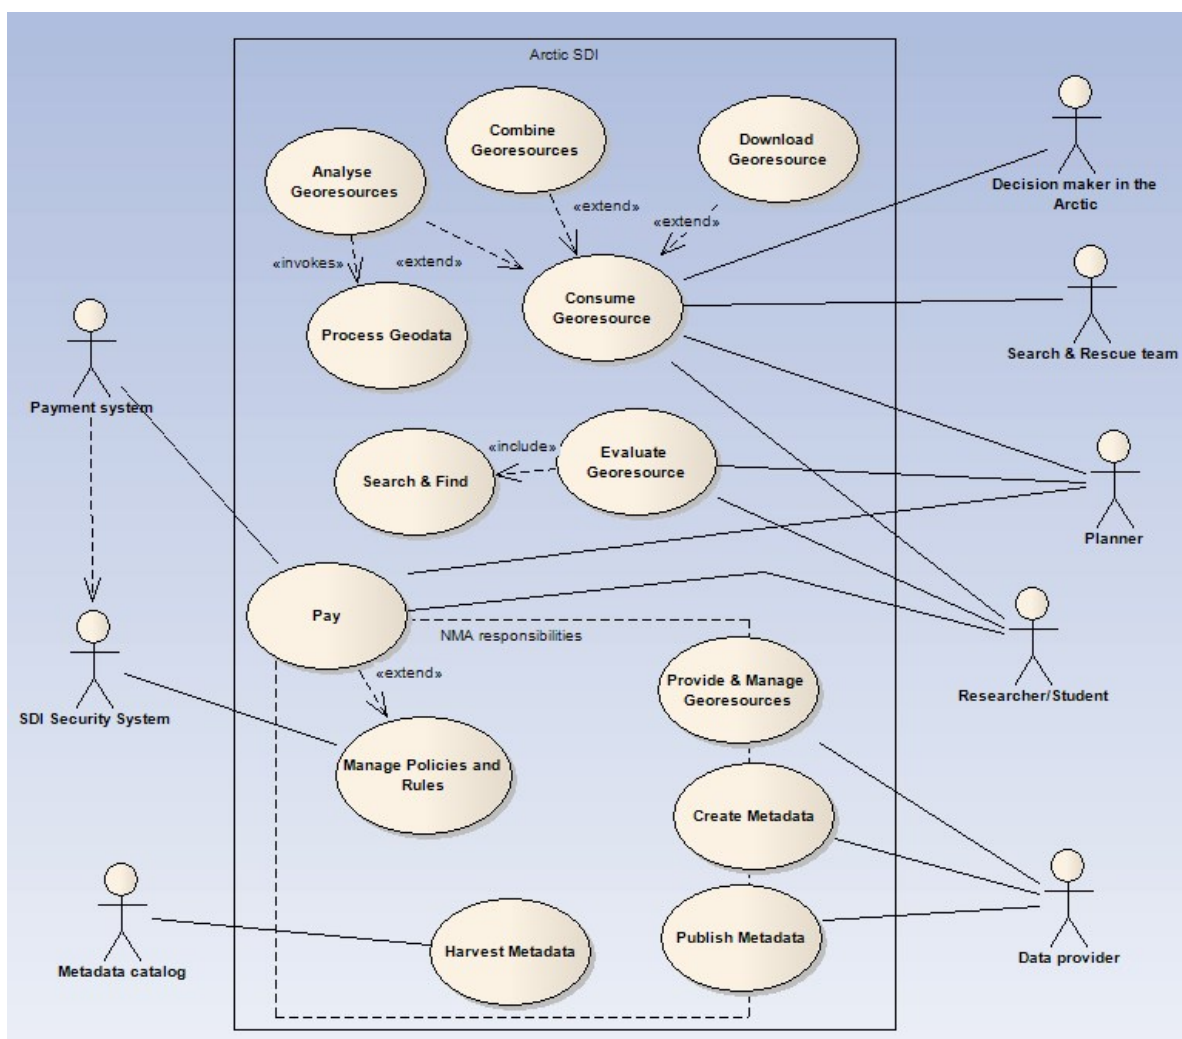 Arctic SDI
Combine
Georesources
Download
Georesource
Analyse
Georesources
Decision maker in the
Arctic
«extend»
«extend»
«invokes»
«extend»
Consume
Georesource
Process Geodata
Search & Rescue team
Payment system
«include»
Evaluate
Georesource
Search & Find
Planner
Pay
NMA responsibilities
«extend»
Provide & Manage
Georesources
Researcher/Student
SDI Security System
Manage Policies and
Rules
Create Metadata
Publish Metadata
Harvest Metadata
Data provider
Metadata catalog